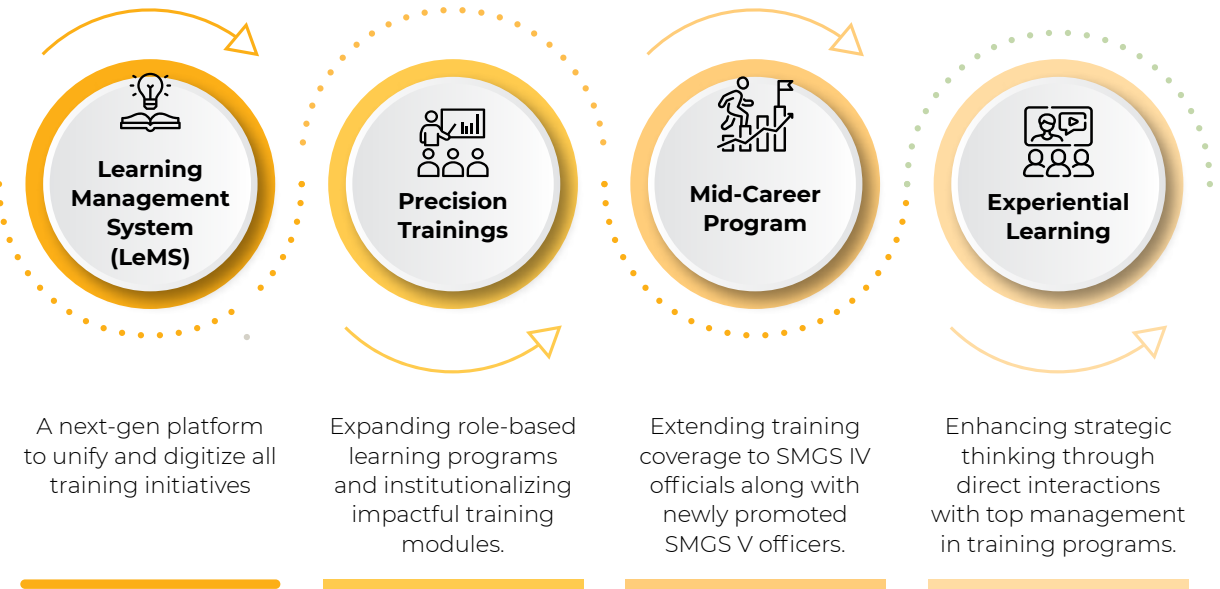 Learning
Management
System
(LeMS)
Precision
Trainings
Mid-Career
Program
Experiential
Learning
A next-gen platform
to unify and digitize all
training initiatives
Expanding role-based
learning programs
and institutionalizing
impactful training
modules.
Extending training
coverage to SMGS IV
officials along with
newly promoted
SMGS V officers.
Enhancing strategic
thinking through
direct interactions
with top management
in training programs.